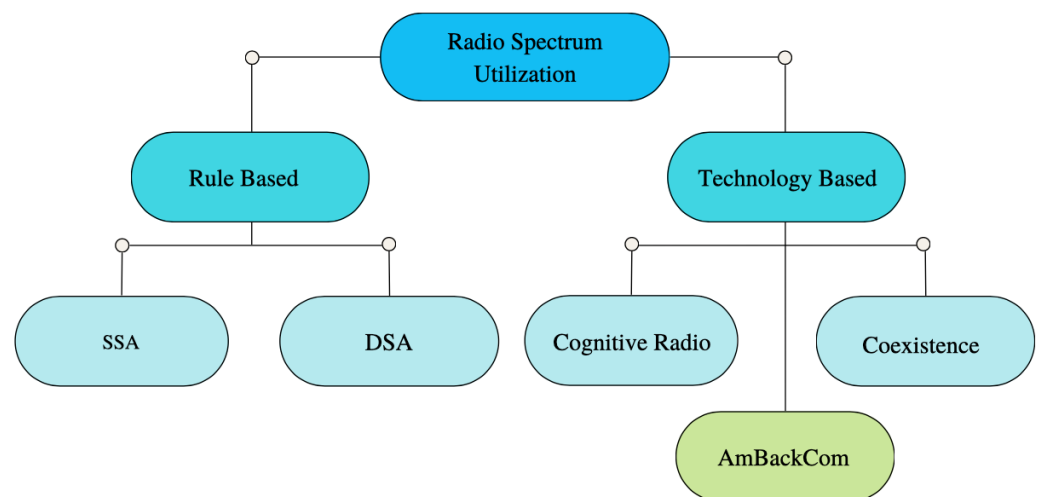 Radio Spectrum
Utilization
Rule Based
Technology Based
SSA
DSA
Cognitive Radio
Coexistence
AmBackCom